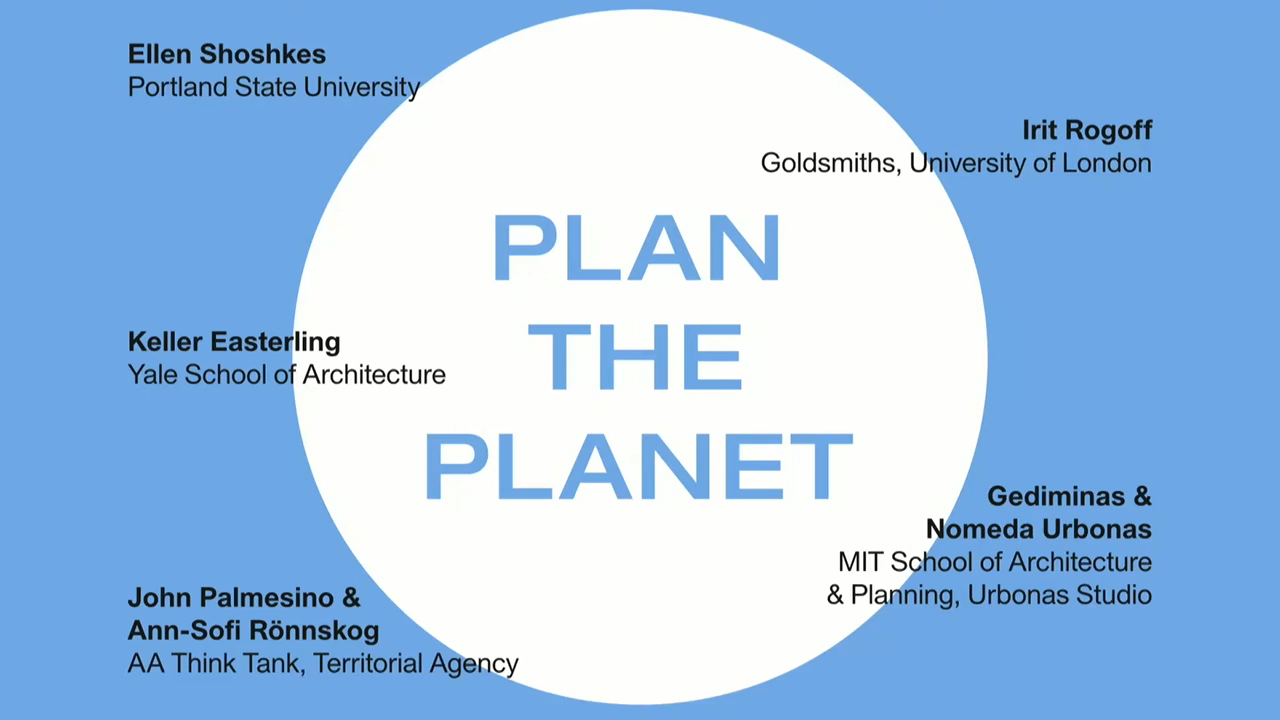 Ellen Shoshkes
Portland State University
Irit Rogoff
Goldsmiths, University of London
PLAN
THE
PLANET
Keller Easterling
Yale School of Architecture
Gediminas &
Nomeda Urbonas
MIT School of Architecture
& Planning, Urbonas Studio
John Palmesino &
Ann-Sofi Rönnskog
AA Think Tank, Territorial Agency